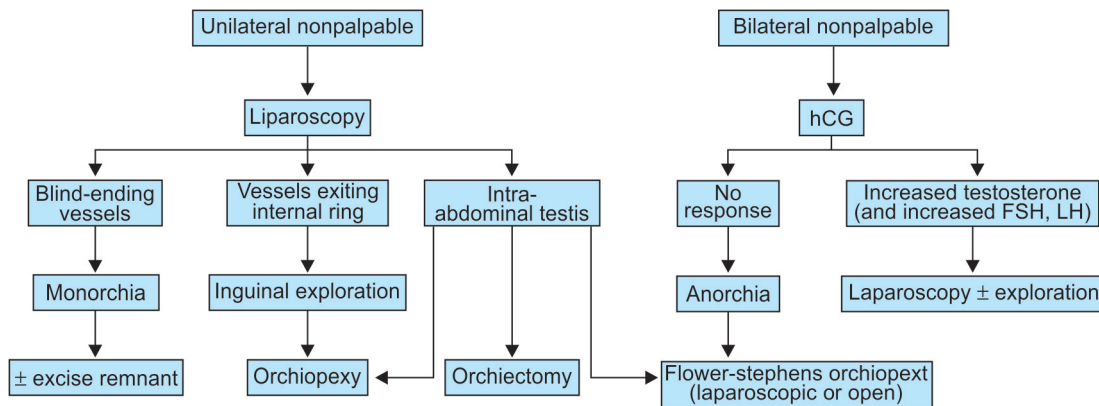 Unilateral nonpalpable
Bilateral nonpalpable
Liparoscopy
hCG
Blind-ending
vessels
Vessels exiting
internal ring
Intra-
abdominal testis
No
response
Increased testosterone
(and increased FSH, LH)
Monorchia
Inguinal exploration
Anorchia
Laparoscopy ± exploration
± excise remnant
Orchiopexy
Orchiectomy
Flower-stephens orchiopext
(laparoscopic or open)